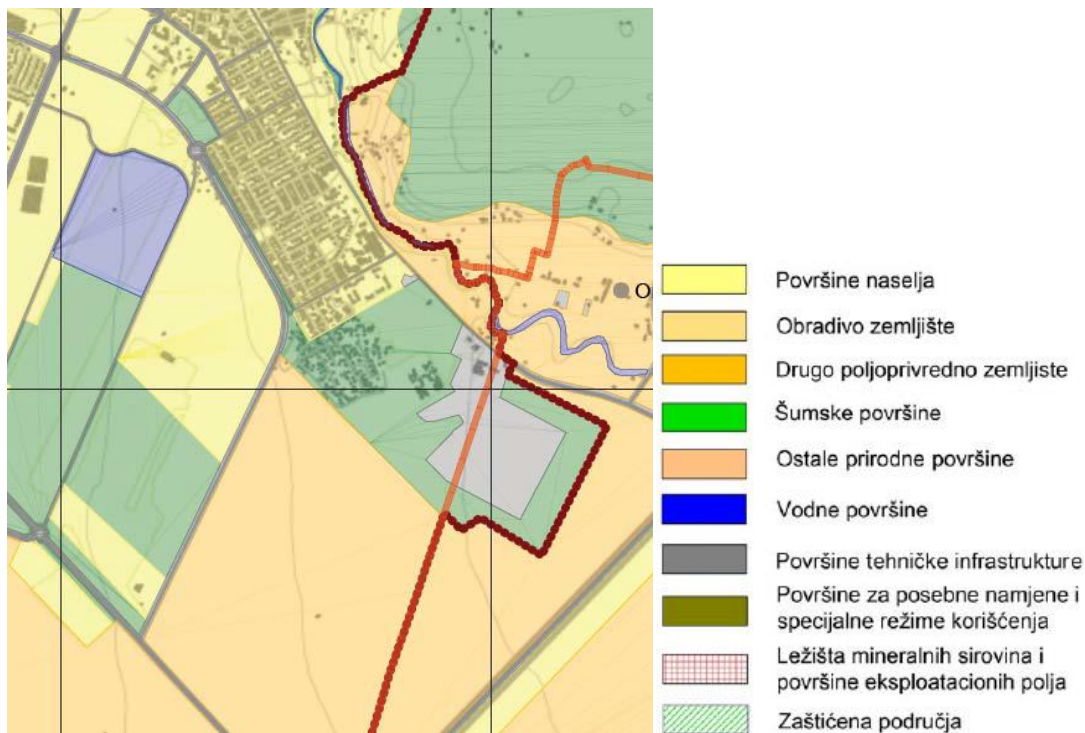 O
Površine naselja
Obradivo zemljište
Drugo poljoprivredno zemljiste
Šumske površine
Ostale prirodne površine
Vodne površine
Površine tehničke infrastrukture
Površine za posebne namjene i
specijalne režime korišćenja
Ležišta mineralnih sirovina i
površine eksploatacionih polja
Zaštićena područja